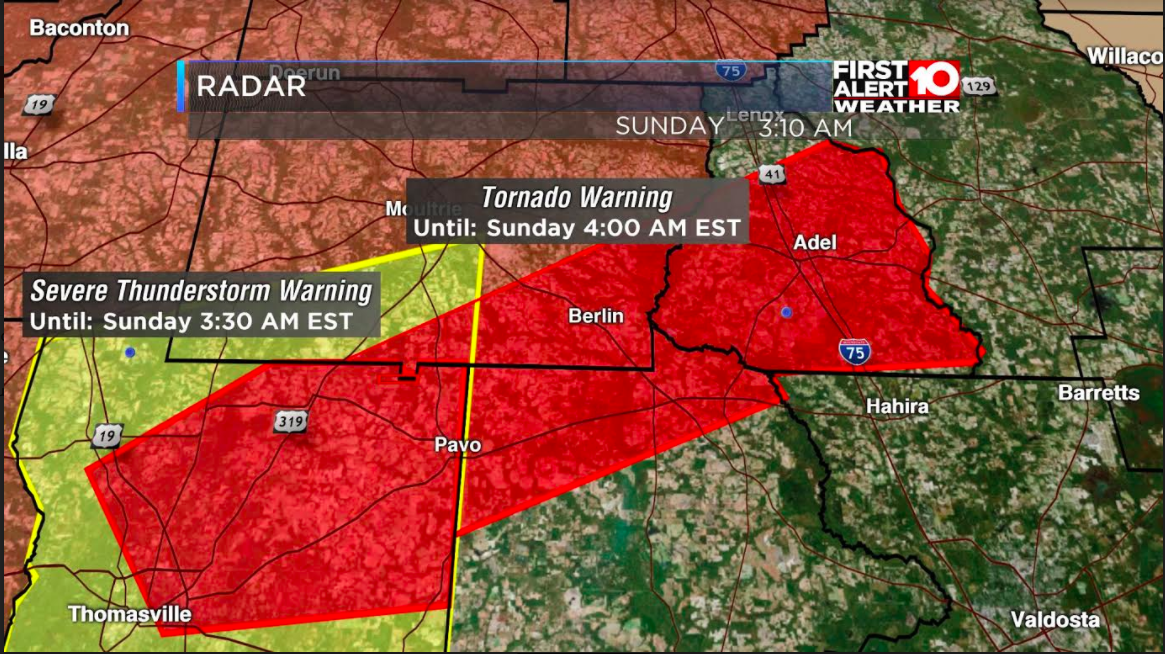 Baconton
Willaco
Doerun
75
RADAR
FIRST
ALERT
10
WEATHER
129
19
Lenox
SUNDAY 3:10 AM
lla
41
Tornado Warning
Until: Sunday 4:00 AM EST
Moultrie
Adel
Severe Thunderstorm Warning
Until: Sunday 3:30 AM EST
Berlin
75
e
Barretts
Hahira
319
19
Pavo
Thomasville
Valdosta